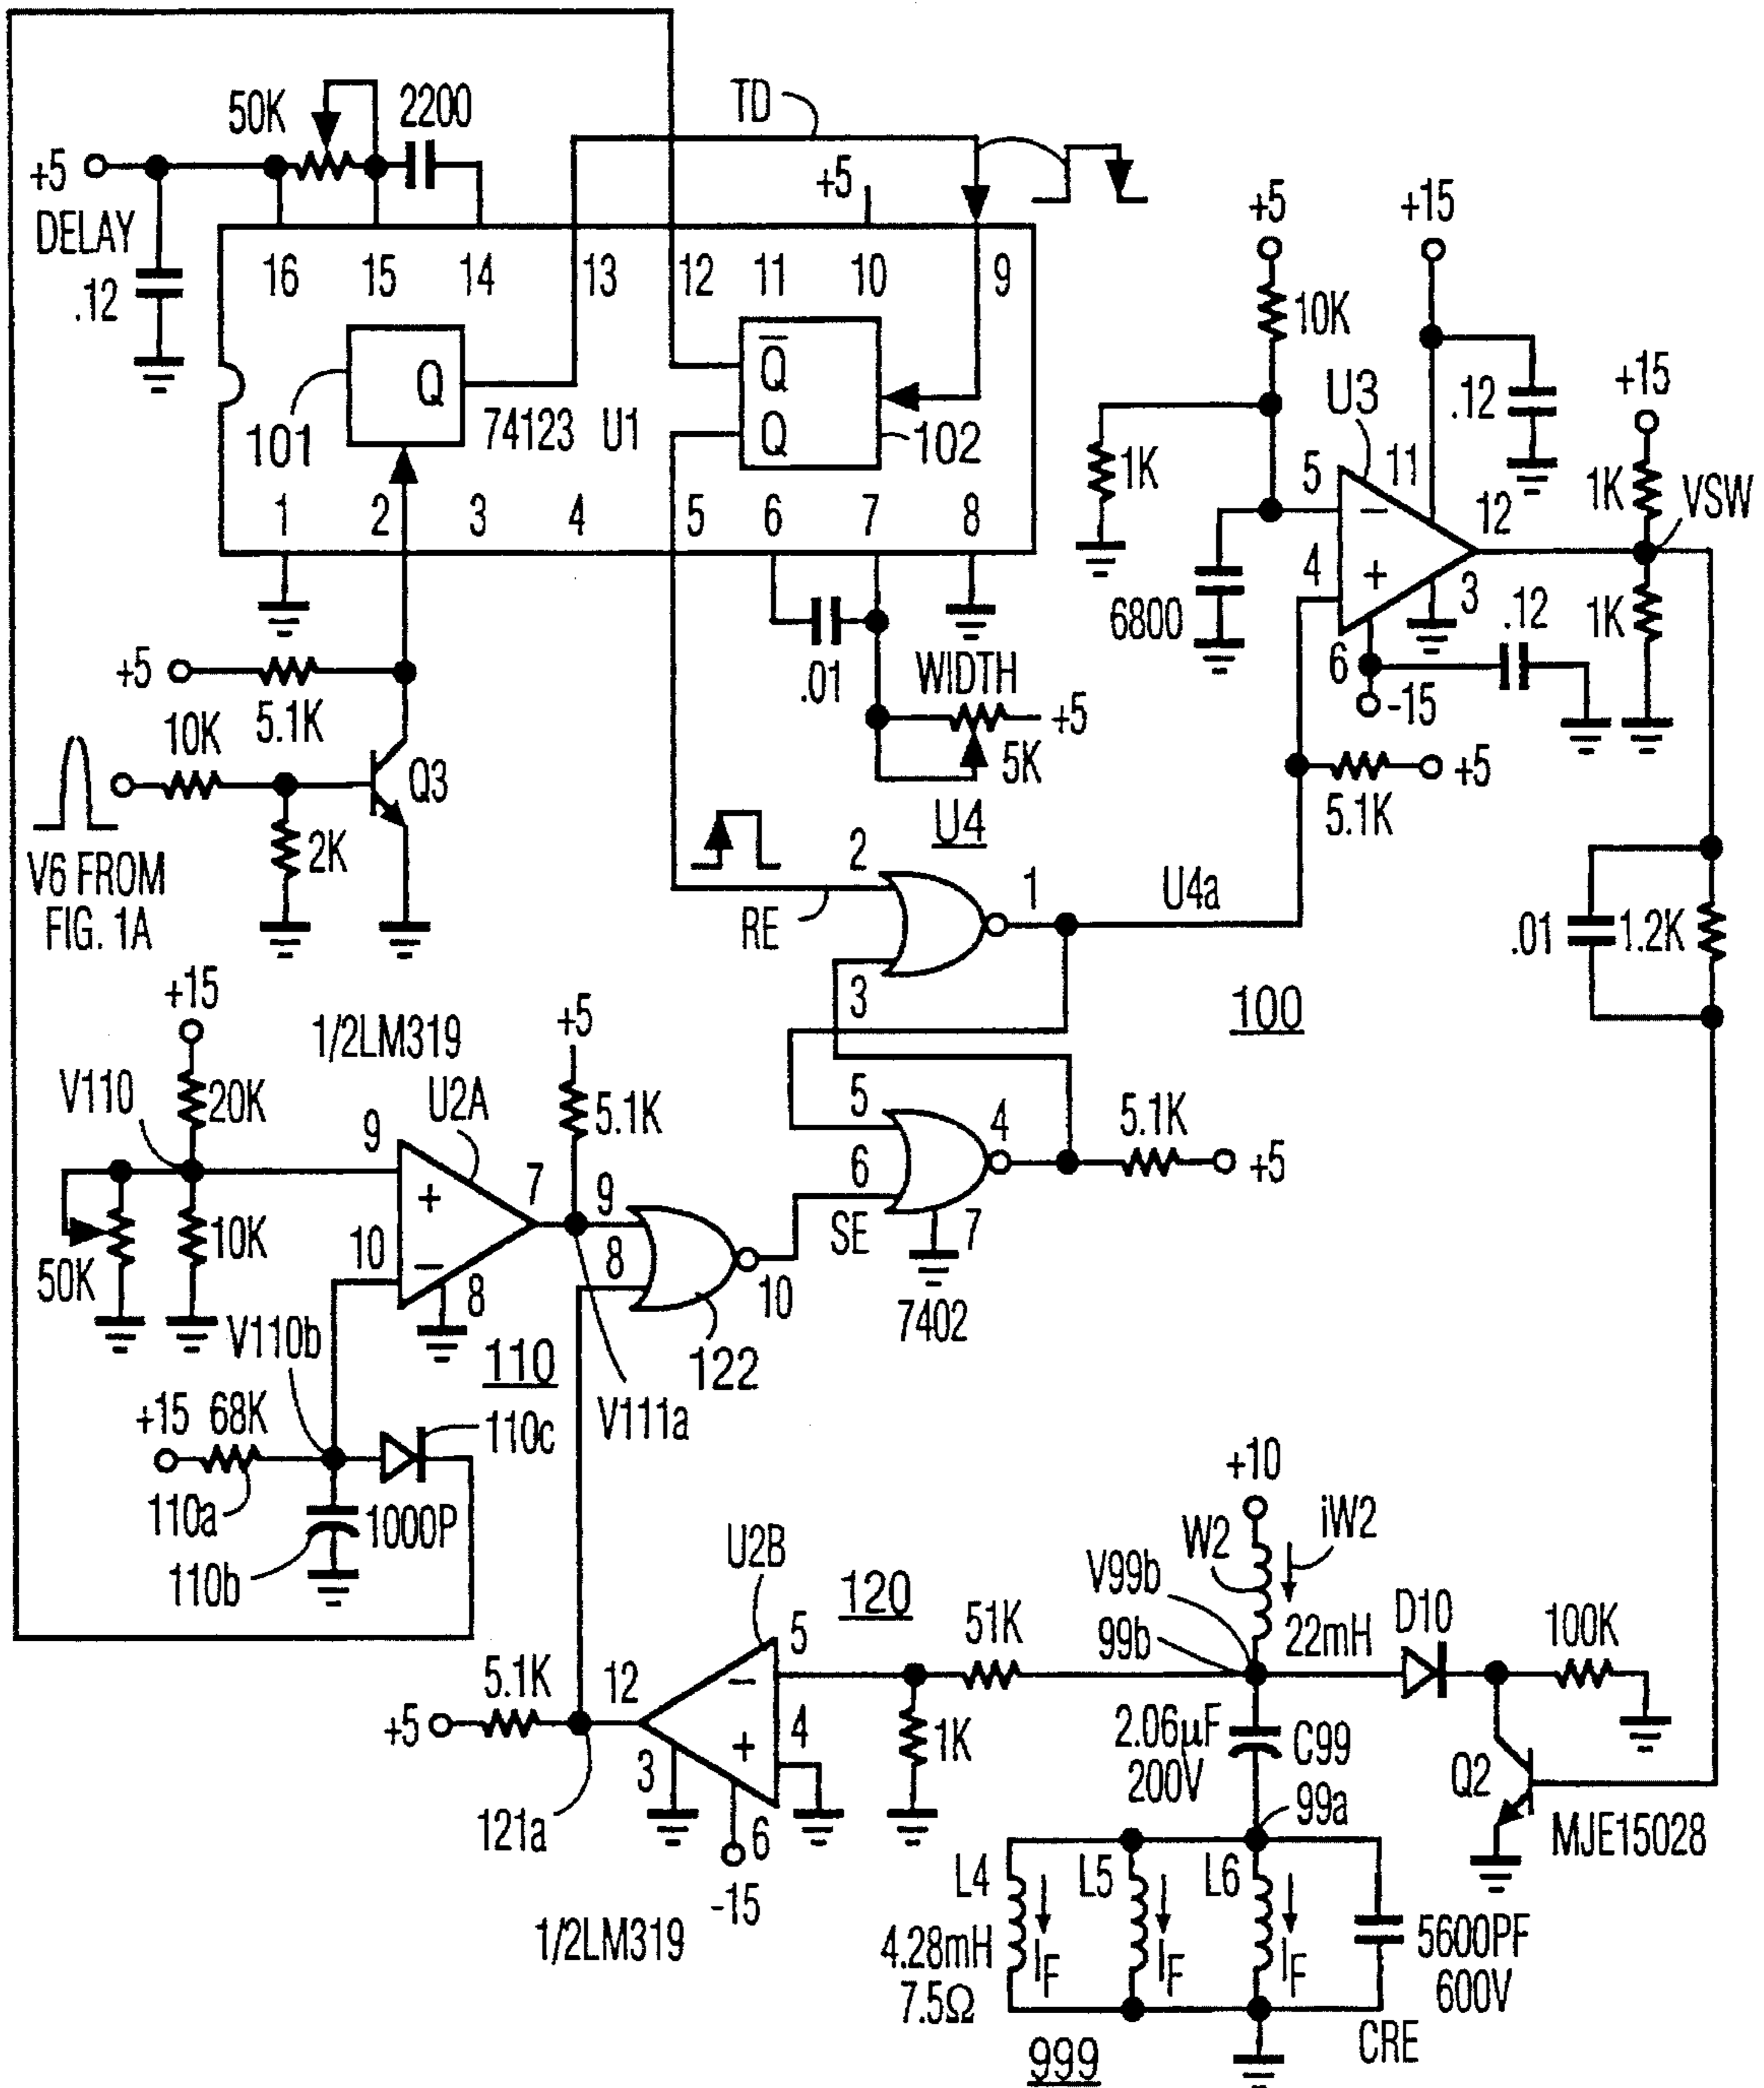 50K
2200
TD
+5
DELAY
.12
+5
16 15 14 13 12 11 10 9
Q
101
74123 U1
Q̅
Q
102
1 2 3 4 5 6 7 8
+5
5.1K
10K
Q3
2K
V6 FROM
FIG. 1A
.01
WIDTH
+5
5K
U4
+5
+15
10K
U3
.12
+15
1K
5
11
12
1K
VSW
4
6800
3
6
.12
1K
-15
+5
5.1K
2
1
U4a
RE
3
.01
1.2K
100
+15
1/2LM319
+5
V110
20K
U2A
5.1K
9
+
7
9
10
−
8
8
10K
50K
V110b
110
10
122
V111a
5
6
4
5.1K
+5
SE
7
7402
+15
68K
110c
110a
1000P
110b
U2B
120
5
51K
−
+
4
1K
5.1K
12
+5
3
6
121a
-15
1/2LM319
+10
W2
iW2
V99b
99b
22mH
D10
100K
2.06µF
200V
C99
Q2
99a
MJE15028
L4
L5
L6
4.28mH
7.5Ω
IF
IF
IF
5600PF
600V
CRE
999